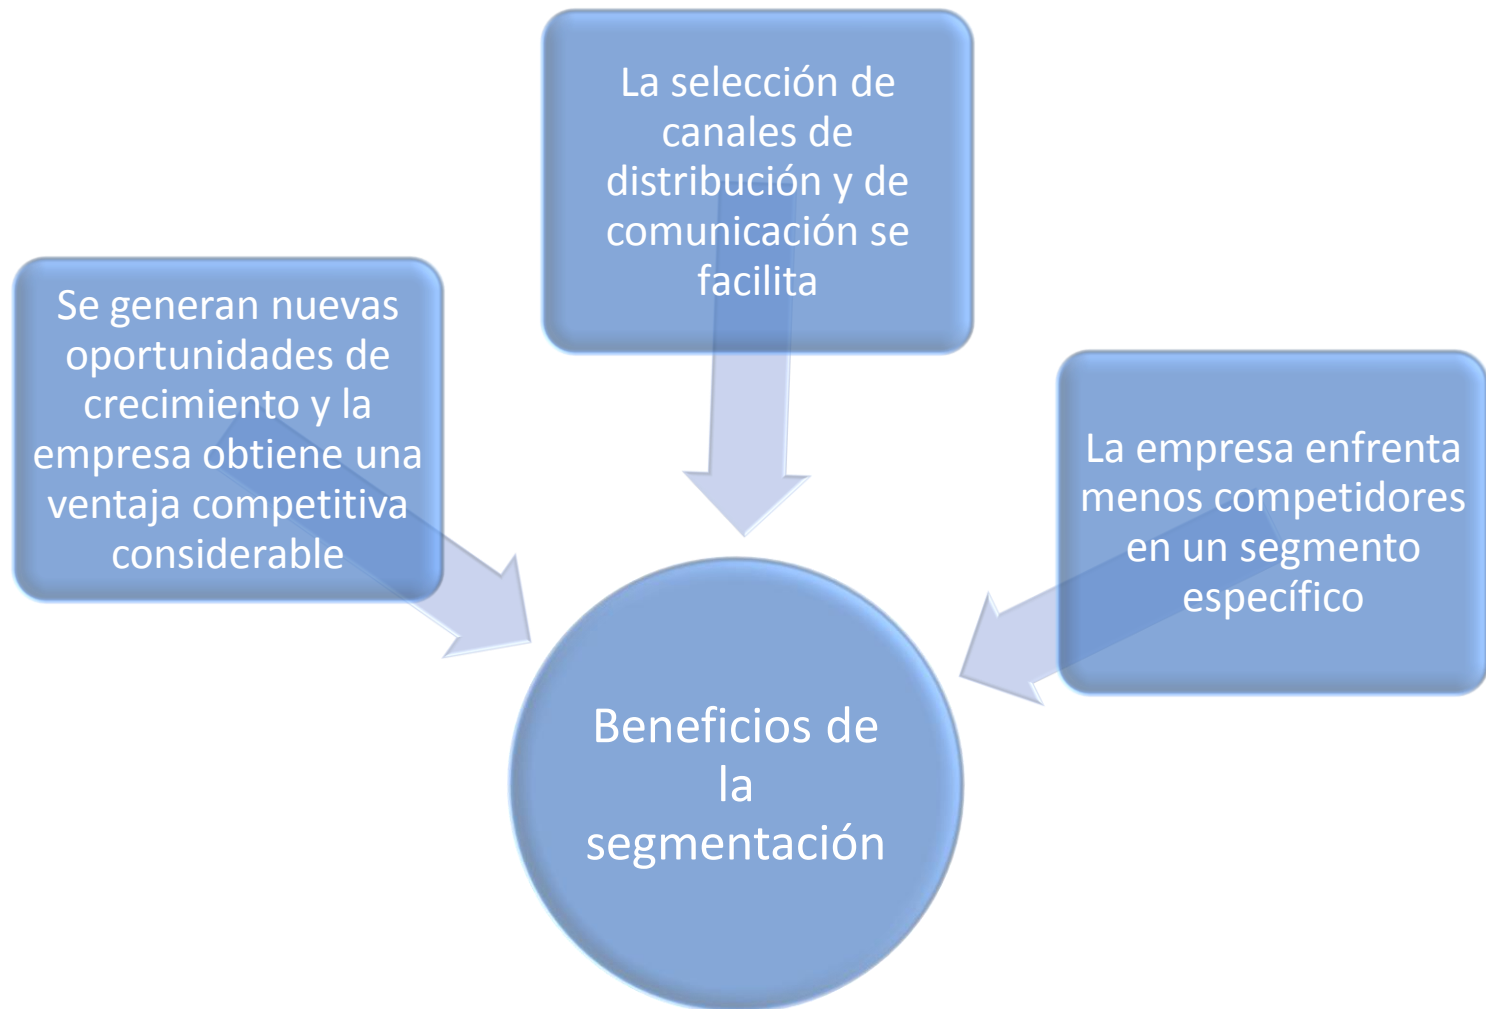 La selección de
canales de
distribución y de
comunicación se
facilita
Se generan nuevas
oportunidades de
crecimiento y la
empresa obtiene una
ventaja competitiva
considerable
La empresa enfrenta
menos competidores
en un segmento
específico
Beneficios de
la
segmentación